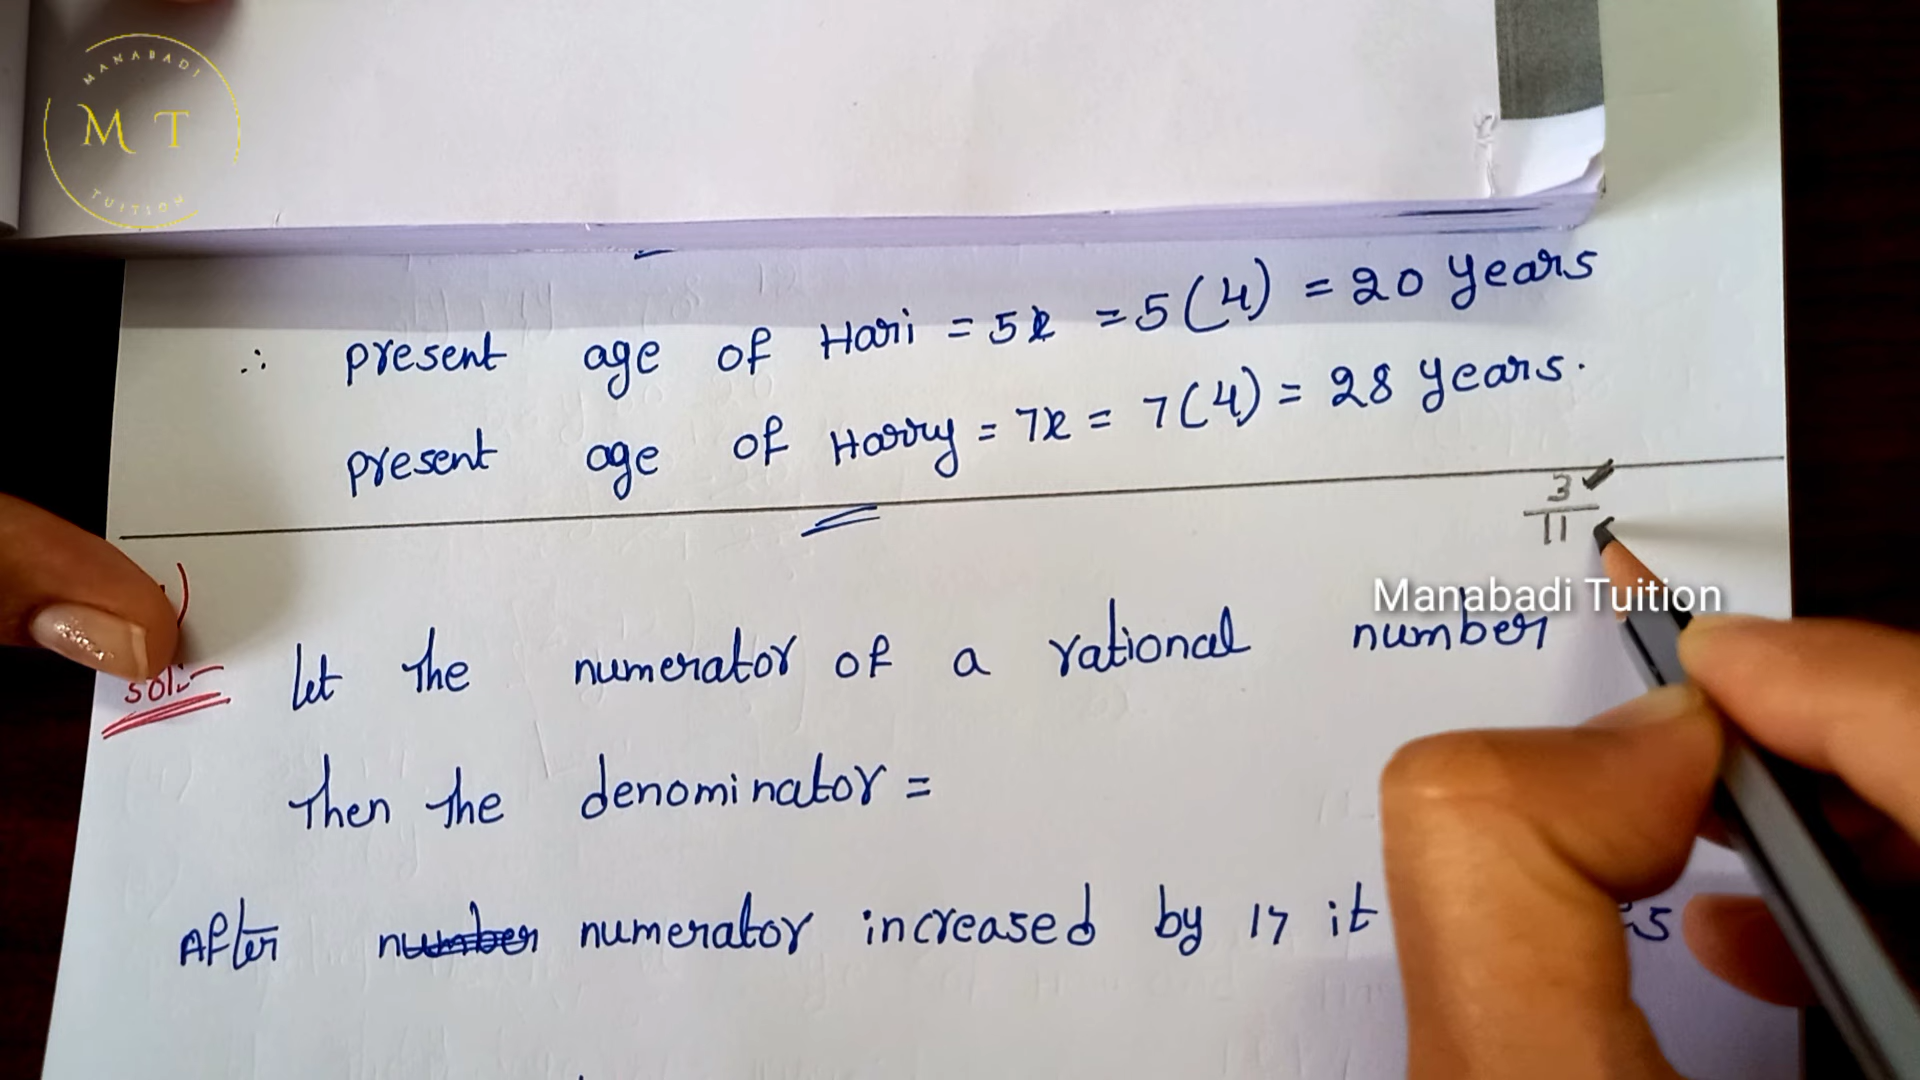 MANABADI
M T
TUITION
∴ present age of Hari = 5x = 5(4) = 20 years
present age of Harry = 7x = 7(4) = 28 years.
3
11
Manabadi Tuition
sol:- Let the numerator of a rational number
Then the denominator =
After number numerator increased by 17 it